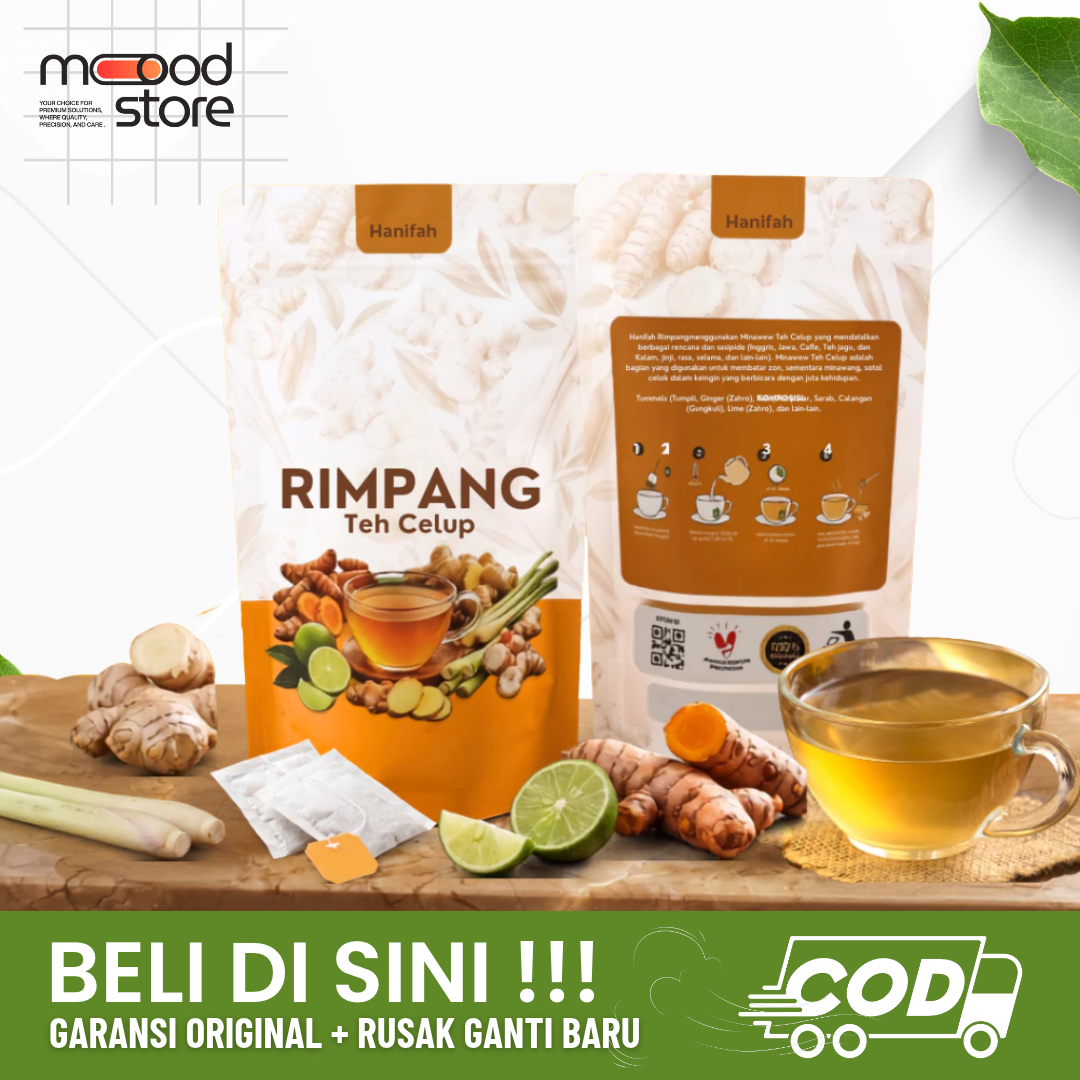 mood
store
YOUR CHOICE FOR
PREMIUM SOLUTIONS,
WHERE QUALITY,
PRECISION, AND CARE.
Hanifah
RIMPANG
Teh Celup
Hanifah
Hanifah Rimpangmenggunakan Minawew Teh Celup yang mendatalkan
berbagai rencana dan sasipide (Inggris, Jawa, Caffe, Teh jagu, dan
Kalam, jinji, rasa, selama, dan lain-lain). Minawew Teh Celup adalah
bagian yang digunakan untuk membatar zon, sementara minawang, sotol
celok dalam keingin yang berbicara dengan juta kehidupan.
Tummels (Tumpli, Ginger (Zahro), Sarab, Calangan
(Gungkuli), Lime (Zahro), dan lain-lain.
1 2 3 4
BELI DI SINI !!!
GARANSI ORIGINAL + RUSAK GANTI BARU
COD